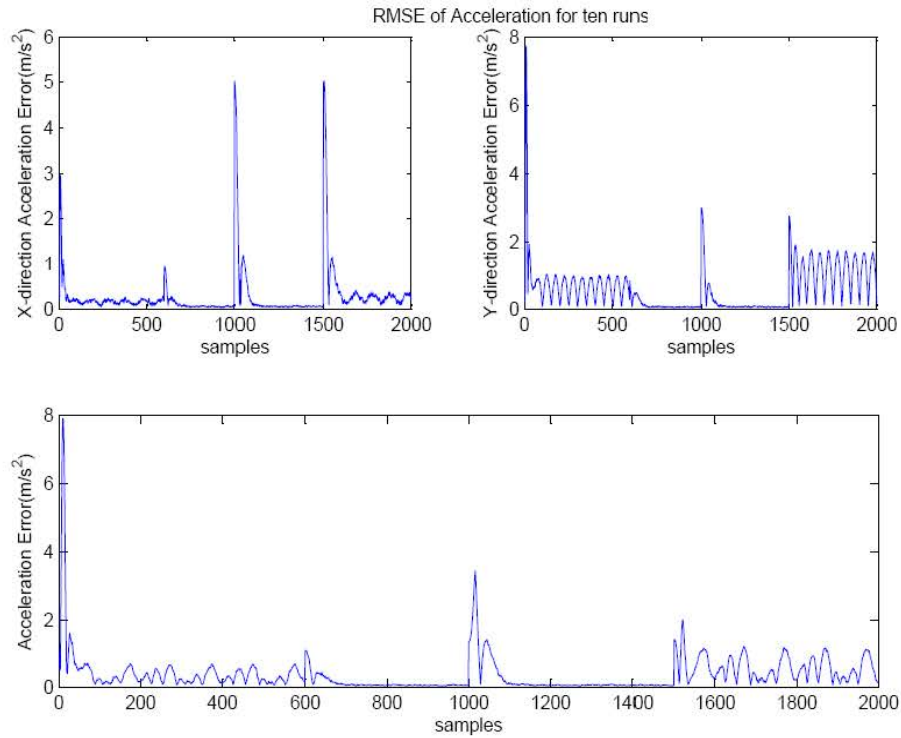 RMSE of Acceleration for ten runs
X-direction Acceleration Error(m/s²)
6
5
4
3
2
1
0
0 500 1000 1500 2000
samples
Y-direction Acceleration Error(m/s²)
8
6
4
2
0
0 500 1000 1500 2000
samples
Acceleration Error(m/s²)
8
6
4
2
0
0 200 400 600 800 1000 1200 1400 1600 1800 2000
samples